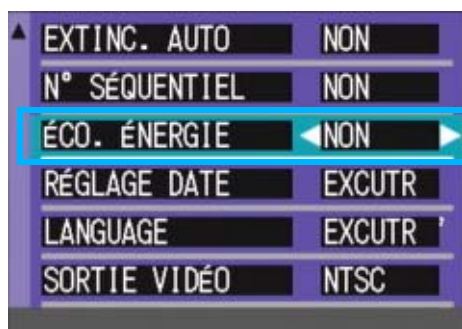 EXTINC. AUTO NON
N° SÉQUENTIEL NON
ÉCO. ÉNERGIE NON
RÉGLAGE DATE EXCUTR
LANGUAGE EXCUTR '
SORTIE VIDÉO NTSC